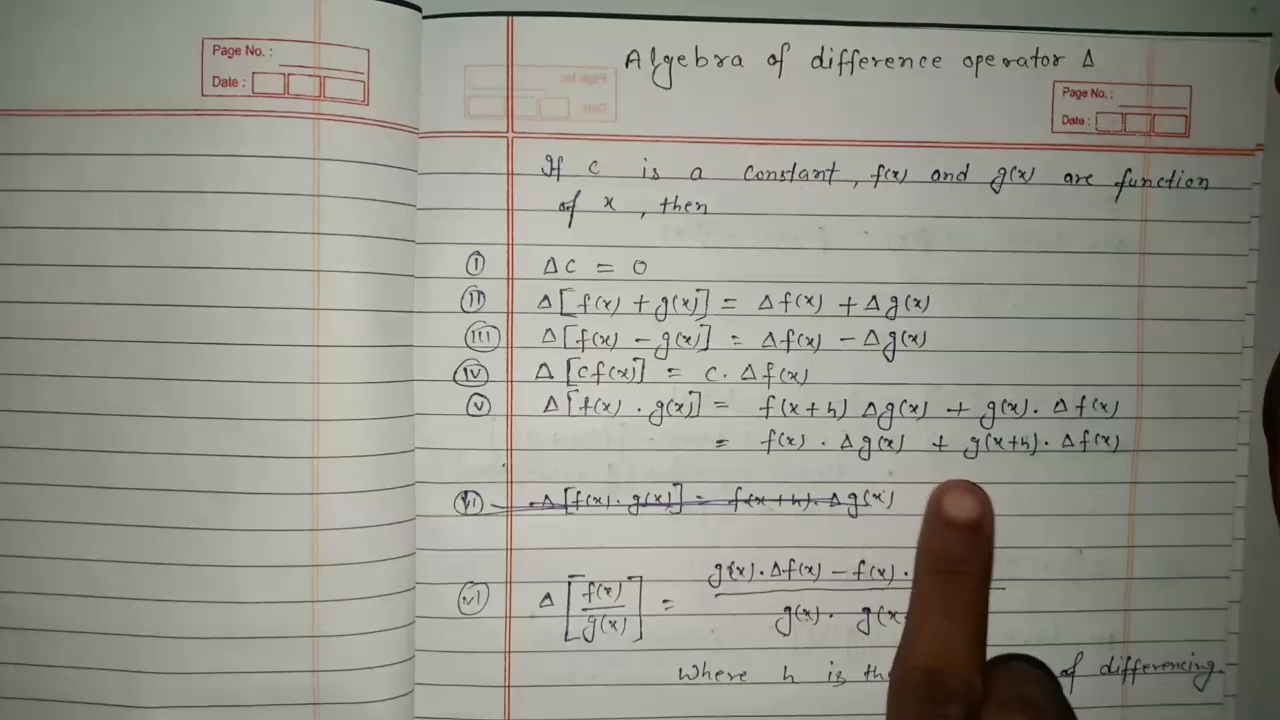 Page No. :
Date :
Algebra of difference operator Δ
Page No. :
Date :
If c is a constant, f(x) and g(x) are function
of x, then
(I) Δc = 0
(II) Δ[f(x) + g(x)] = Δf(x) + Δg(x)
(III) Δ[f(x) - g(x)] = Δf(x) - Δg(x)
(IV) Δ[cf(x)] = c. Δf(x)
(V) Δ[f(x) . g(x)] = f(x+h) Δg(x) + g(x). Δf(x)
= f(x) . Δg(x) + g(x+h). Δf(x)
(VI) Δ[f(x). g(x)] = f(x+h). Δg(x)
g(x). Δf(x) - f(x).
(VI) Δ[f(x)/g(x)] =
g(x). g(x
Where h is of differencing.